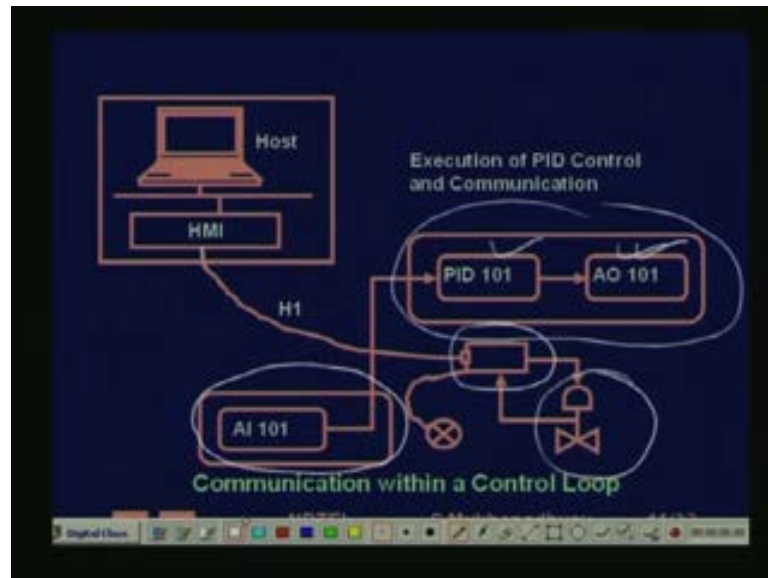 Host
Execution of PID Control
and Communication
HMI
PID 101
AO 101
H1
AI 101
Communication within a Control Loop
NPTEL